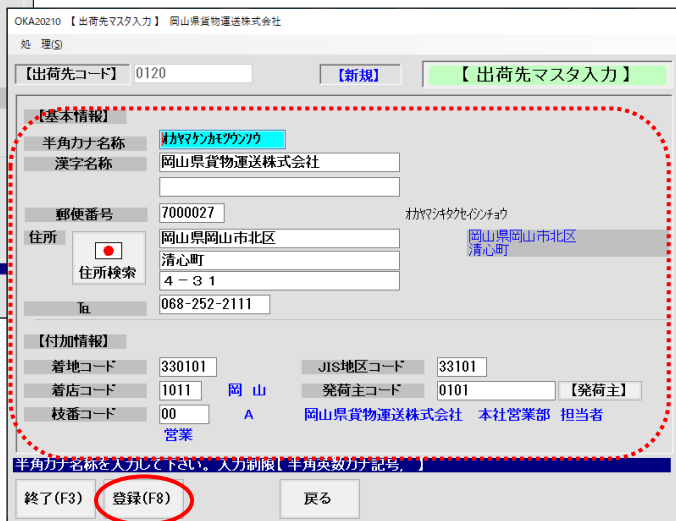 OKA20210 【 出荷先マスタ入力 】 岡山県貨物運送株式会社
処 理(S)
【出荷先コード】 0120 【新規】 【 出荷先マスタ入力 】
【基本情報】
半角カナ名称 ｵｶﾔﾏｹﾝｶﾓﾂｳﾝｿｳ
漢字名称 岡山県貨物運送株式会社
郵便番号 7000027 ｵｶﾔﾏｼｷﾀｸｾｲｼﾝﾁｮｳ
住所 岡山県岡山市北区 岡山県岡山市北区
清心町 清心町
住所検索 ４－３１
℡ 068-252-2111
【付加情報】
着地コード 330101 JIS地区コード 33101
着店コード 1011 岡 山 発荷主コード 0101 【発荷主】
枝番コード 00 A 岡山県貨物運送株式会社 本社営業部 担当者
営業
半角カナ名称を入力して下さい。入力制限【 半角英数カナ記号, 】
終了(F3) 登録(F8) 戻る